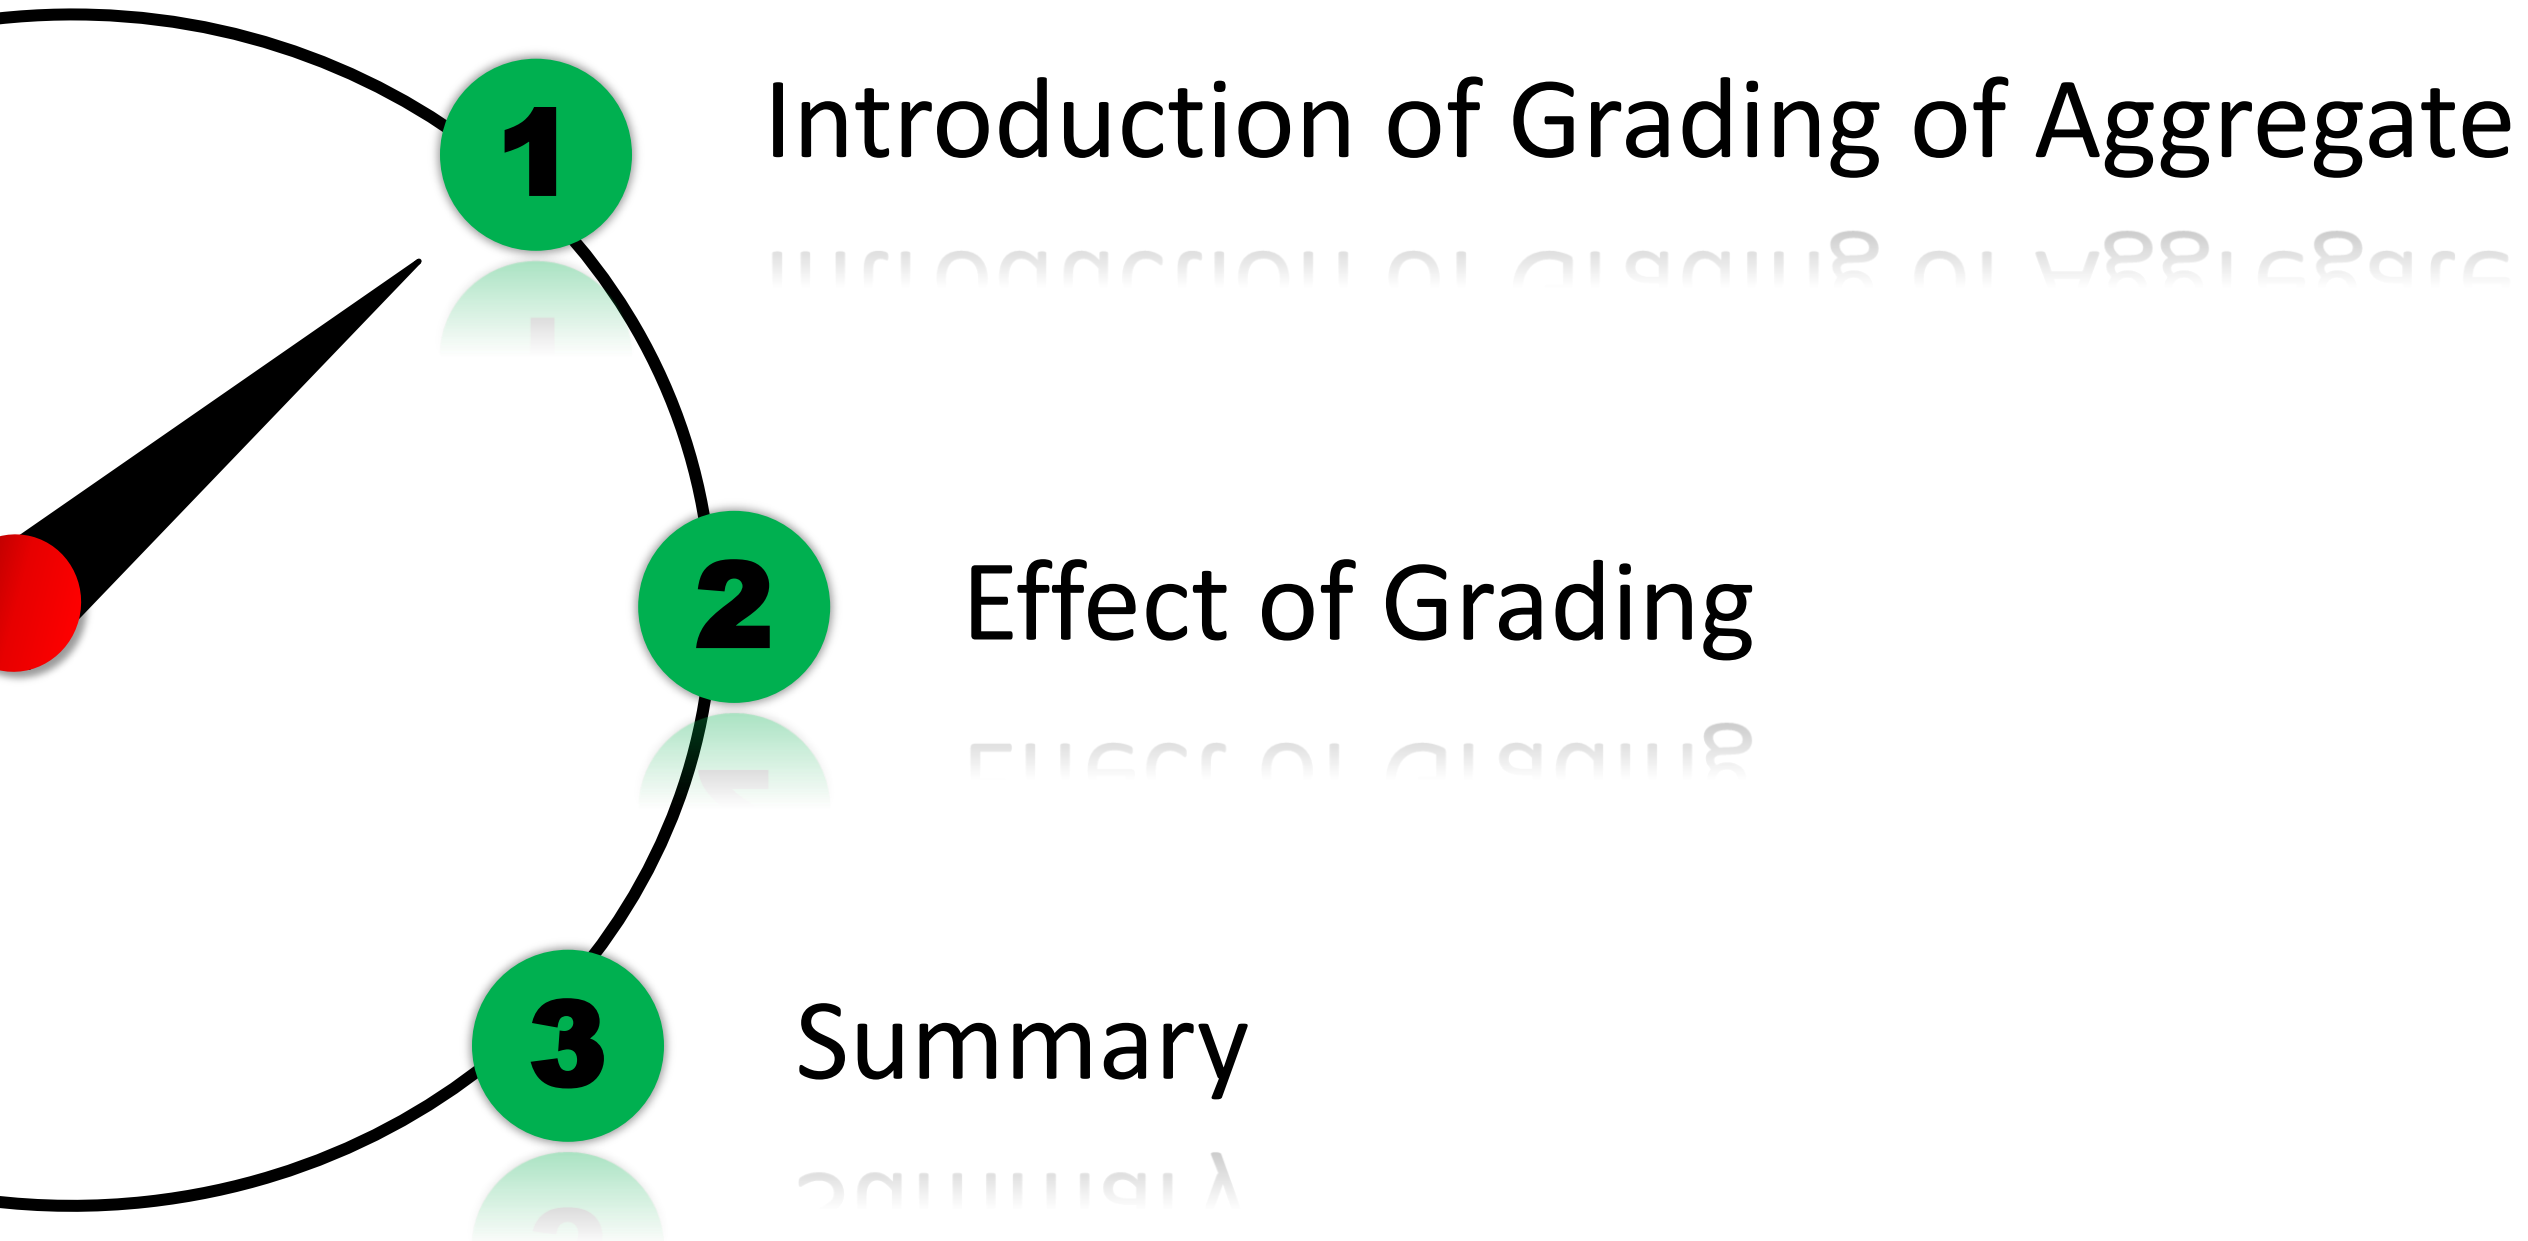 1 Introduction of Grading of Aggregate
2 Effect of Grading
3 Summary